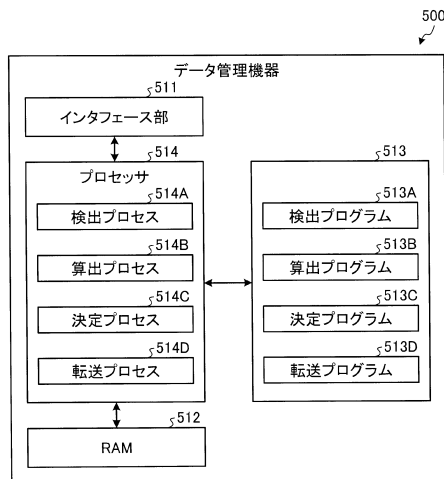 500
データ管理機器
511
インタフェース部
514
プロセッサ
514A
検出プロセス
514B
算出プロセス
514C
決定プロセス
514D
転送プロセス
513
513A
検出プログラム
513B
算出プログラム
513C
決定プログラム
513D
転送プログラム
512
RAM